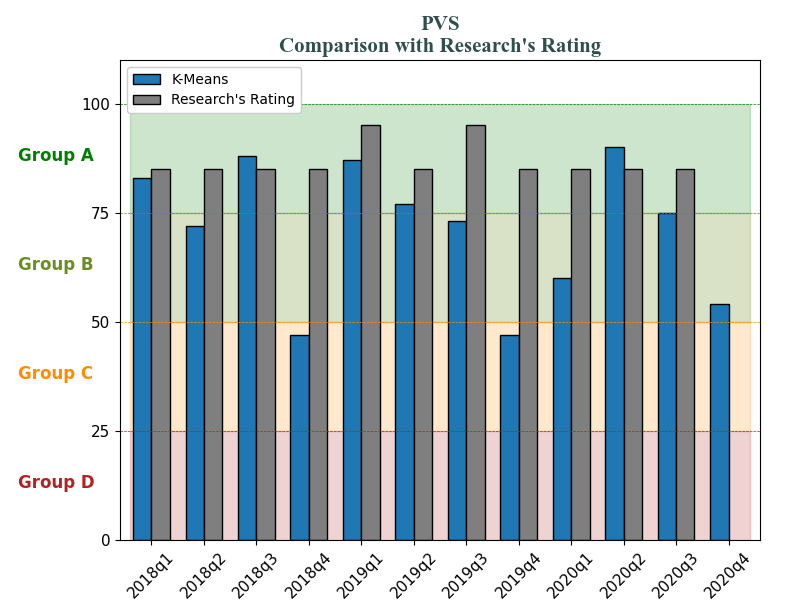 PVS
Comparison with Research's Rating
K-Means
Research's Rating
100
Group A
75
Group B
50
Group C
25
Group D
0
2018q1
2018q2
2018q3
2018q4
2019q1
2019q2
2019q3
2019q4
2020q1
2020q2
2020q3
2020q4